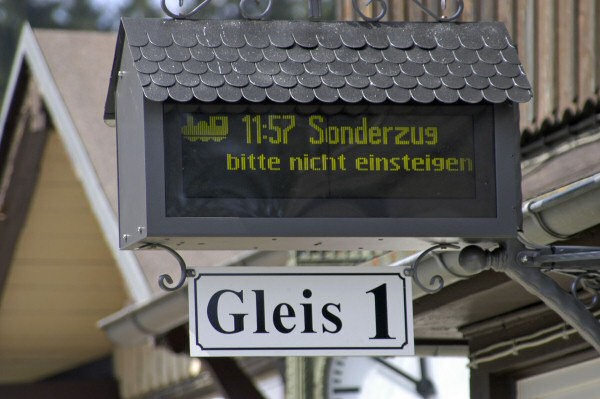 11:57 Sonderzug
bitte nicht einsteigen
Gleis 1